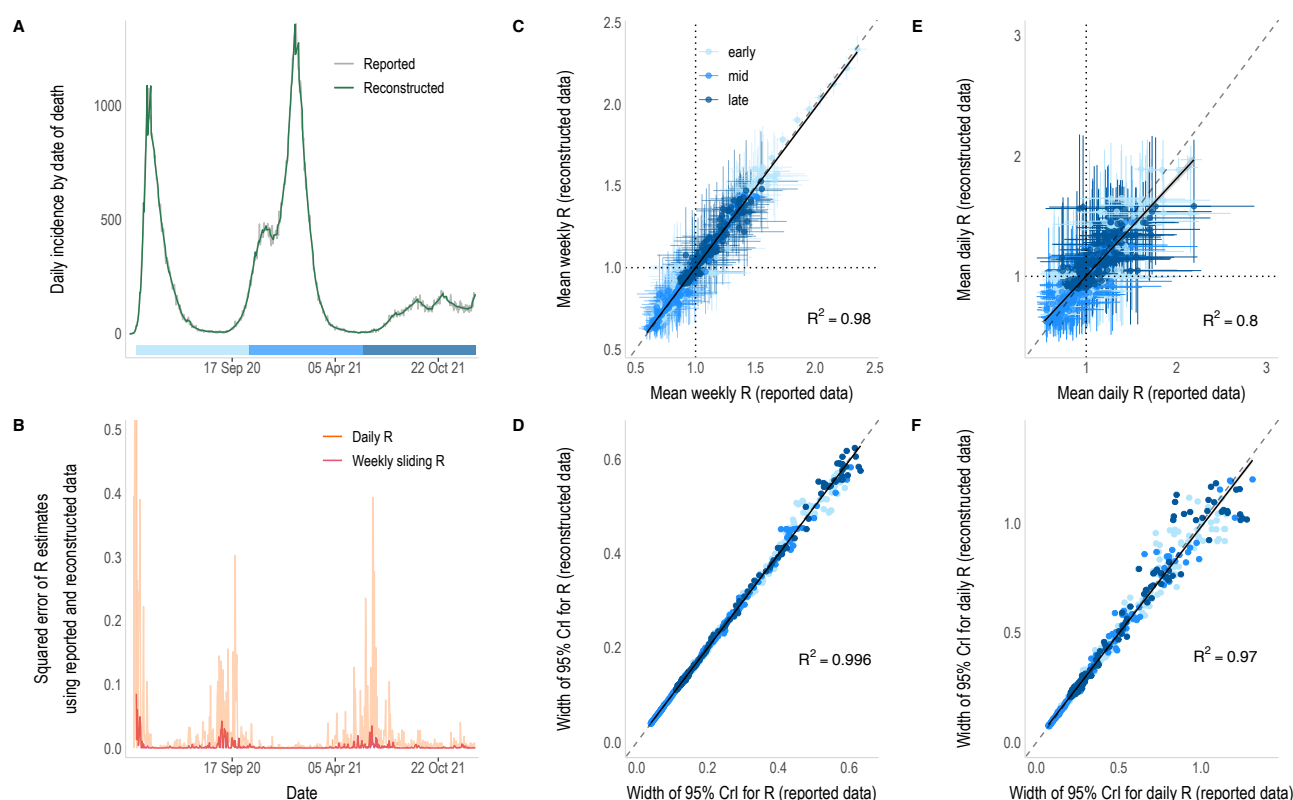 A
Daily incidence by date of death
1000
500
0
Reported
Reconstructed
17 Sep 20
05 Apr 21
22 Oct 21
B
Squared error of R estimates
using reported and reconstructed data
0.5
0.4
0.3
0.2
0.1
0.0
Daily R
Weekly sliding R
17 Sep 20
05 Apr 21
22 Oct 21
Date
C
Mean weekly R (reconstructed data)
2.5
2.0
1.5
1.0
0.5
early
mid
late
R² = 0.98
0.5
1.0
1.5
2.0
2.5
Mean weekly R (reported data)
D
Width of 95% CrI for R (reconstructed data)
0.6
0.4
0.2
0.0
R² = 0.996
0.0
0.2
0.4
0.6
Width of 95% CrI for R (reported data)
E
Mean daily R (reconstructed data)
3
2
1
R² = 0.8
1
2
3
Mean daily R (reported data)
F
Width of 95% CrI for daily R (reconstructed data)
1.0
0.5
0.0
R² = 0.97
0.0
0.5
1.0
Width of 95% CrI for daily R (reported data)